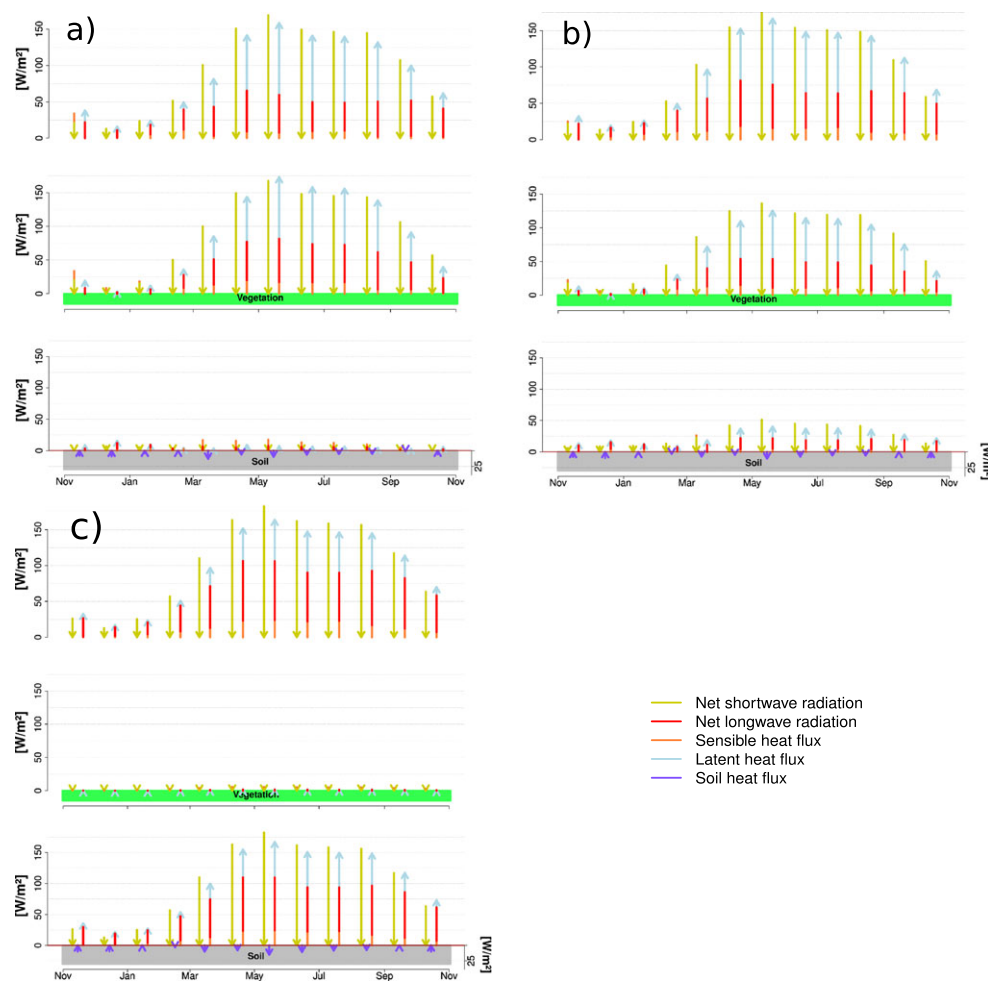 a)
[W/m²]
150
100
50
0
[W/m²]
150
100
50
0
Vegetation
[W/m²]
150
100
50
0
Soil
25
Nov Jan Mar May Jul Sep Nov
b)
[W/m²]
150
100
50
0
[W/m²]
150
100
50
0
Vegetation
[W/m²]
150
100
50
0
Soil
25
[W/m²]
Nov Jan Mar May Jul Sep Nov
c)
[W/m²]
150
100
50
0
[W/m²]
150
100
50
0
Vegetation
[W/m²]
150
100
50
0
Soil
25
[W/m²]
Nov Jan Mar May Jul Sep Nov
Net shortwave radiation
Net longwave radiation
Sensible heat flux
Latent heat flux
Soil heat flux